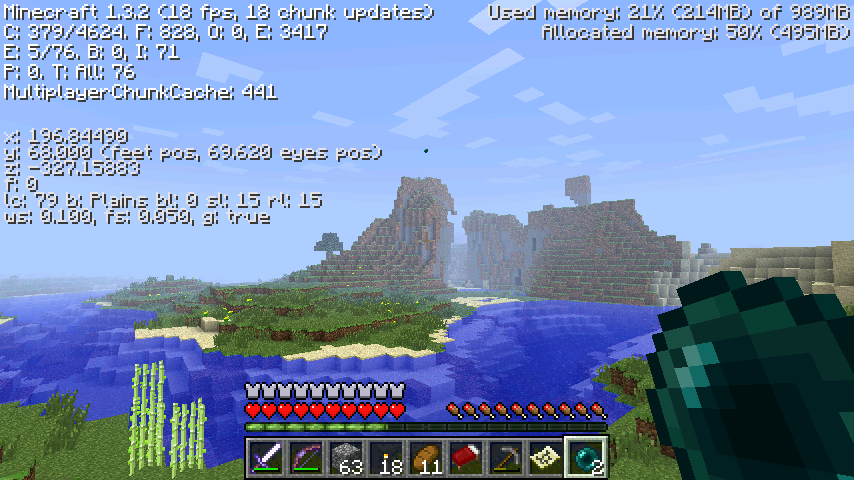 Minecraft 1.3.2 (18 fps, 18 chunk updates)
C: 379/4624, F: 828, O: 0, E: 3417
E: 5/76. B: 0, I: 71
P: 0. T: All: 76
MultiplayerChunkCache: 441
x: 196.84490
y: 68.000 (feet pos, 69.620 eyes pos)
z: -327.15883
f: 0
lc: 79 b: Plains bl: 0 sl: 15 rl: 15
ws: 0.100, fs: 0.050, g: true
Used memory: 21% (214MB) of 989MB
Allocated memory: 50% (495MB)
63 18 11 2